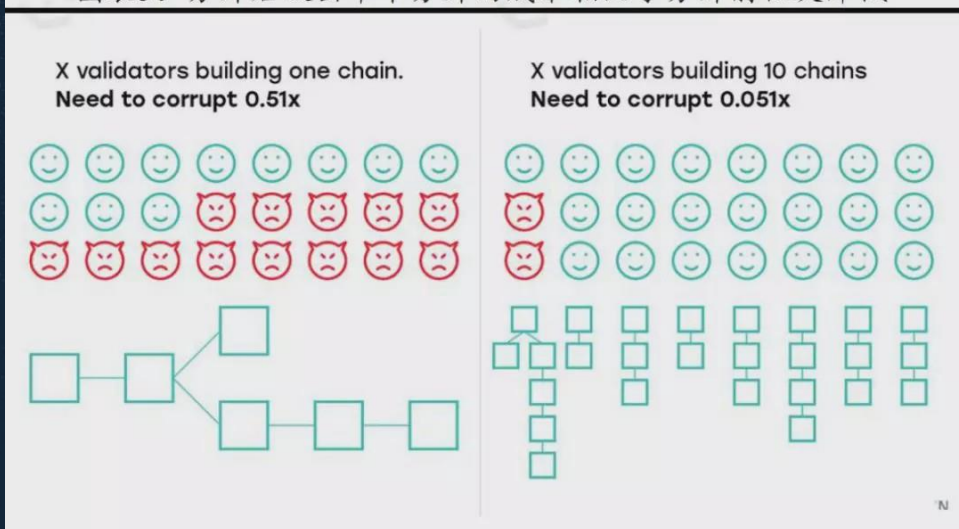 X validators building one chain.
Need to corrupt 0.51x
X validators building 10 chains
Need to corrupt 0.051x
N